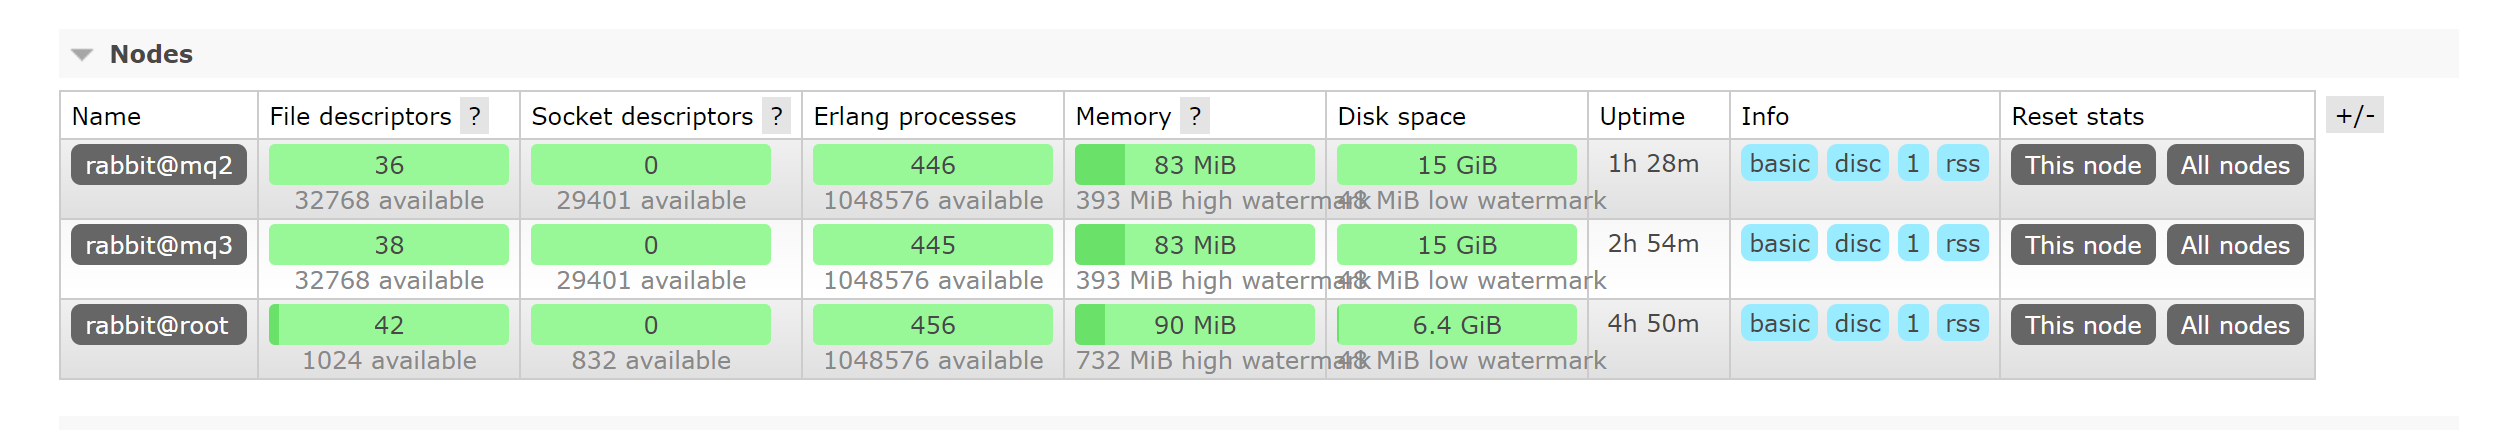 Nodes
Name File descriptors ? Socket descriptors ? Erlang processes Memory ? Disk space Uptime Info Reset stats +/-
rabbit@mq2 36 0 446 83 MiB 15 GiB 1h 28m basic disc 1 rss This node All nodes
32768 available 29401 available 1048576 available 393 MiB high watermark 48 MiB low watermark
rabbit@mq3 38 0 445 83 MiB 15 GiB 2h 54m basic disc 1 rss This node All nodes
32768 available 29401 available 1048576 available 393 MiB high watermark 48 MiB low watermark
rabbit@root 42 0 456 90 MiB 6.4 GiB 4h 50m basic disc 1 rss This node All nodes
1024 available 832 available 1048576 available 732 MiB high watermark 48 MiB low watermark